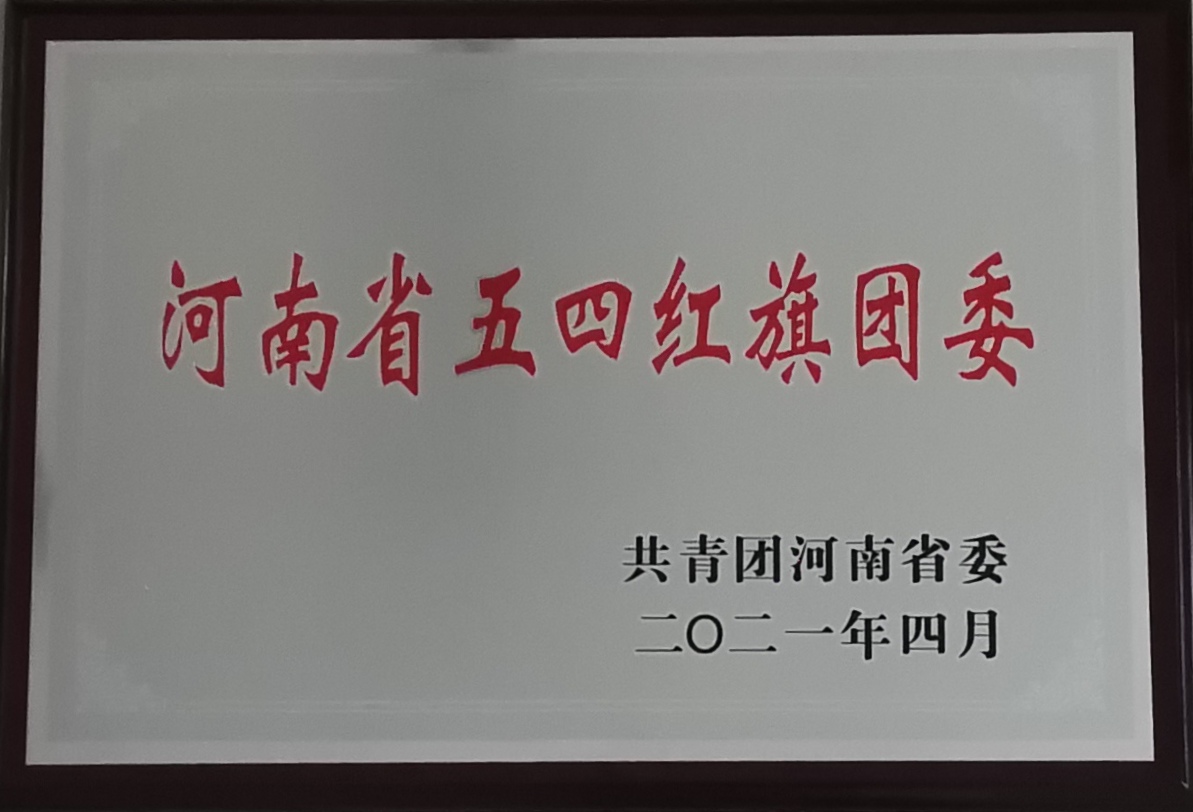 河南省五四红旗团委
共青团河南省委
二〇二一年四月